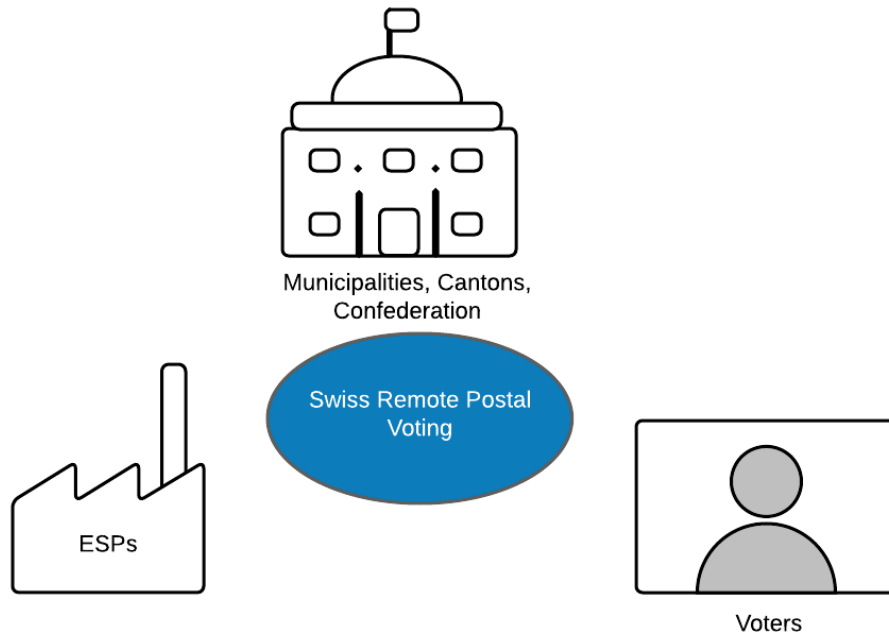 Municipalities, Cantons,
Confederation
Swiss Remote Postal
Voting
ESPs
Voters